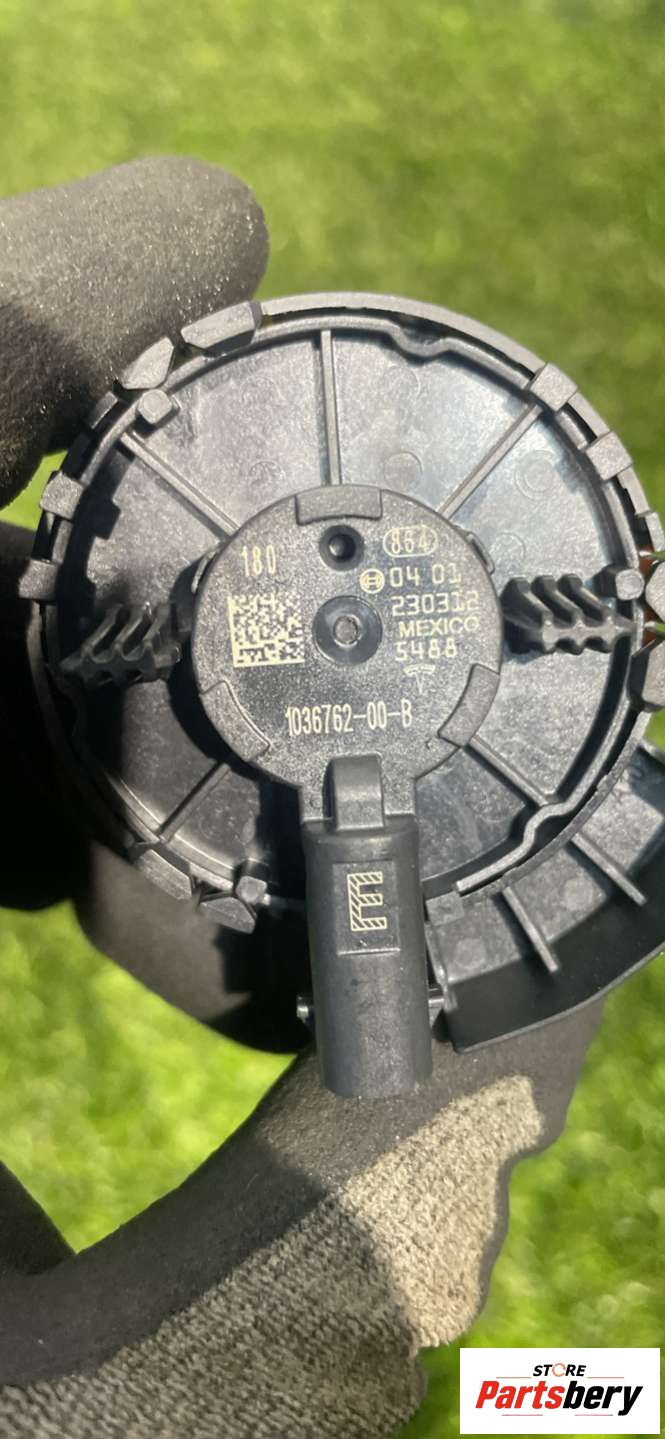 180
864
04 01
230312
MEXICO
5488
1036762-00-B
E
STORE
Partsbery